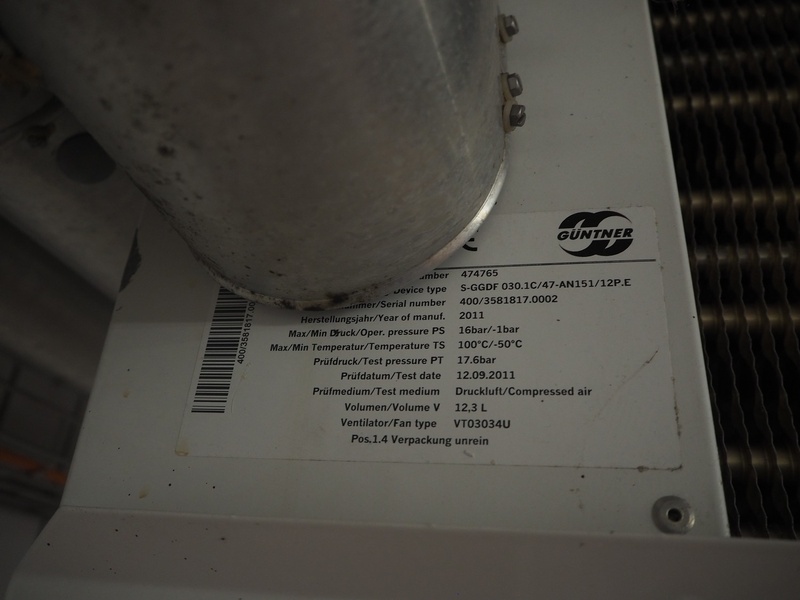 GÜNTNER
474765
Device type S-GGDF 030.1C/47-AN151/12P.E
/Serial number 400/3581817.0002
Herstellungsjahr/Year of manuf. 2011
Max/Min Druck/Oper. pressure PS 16bar/-1bar
Max/Min Temperatur/Temperature TS 100°C/-50°C
Prüfdruck/Test pressure PT 17.6bar
Prüfdatum/Test date 12.09.2011
Prüfmedium/Test medium Druckluft/Compressed air
Volumen/Volume V 12,3 L
Ventilator/Fan type VT03034U
Pos.1.4 Verpackung unrein
400/3581817.00